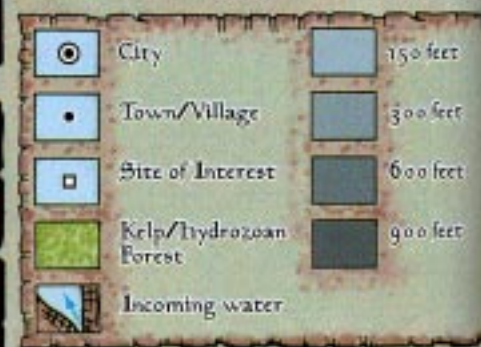 City
Town/Village
Site of Interest
Kelp/Hydrozoan
Forest
Incoming water
150 feet
300 feet
600 feet
900 feet